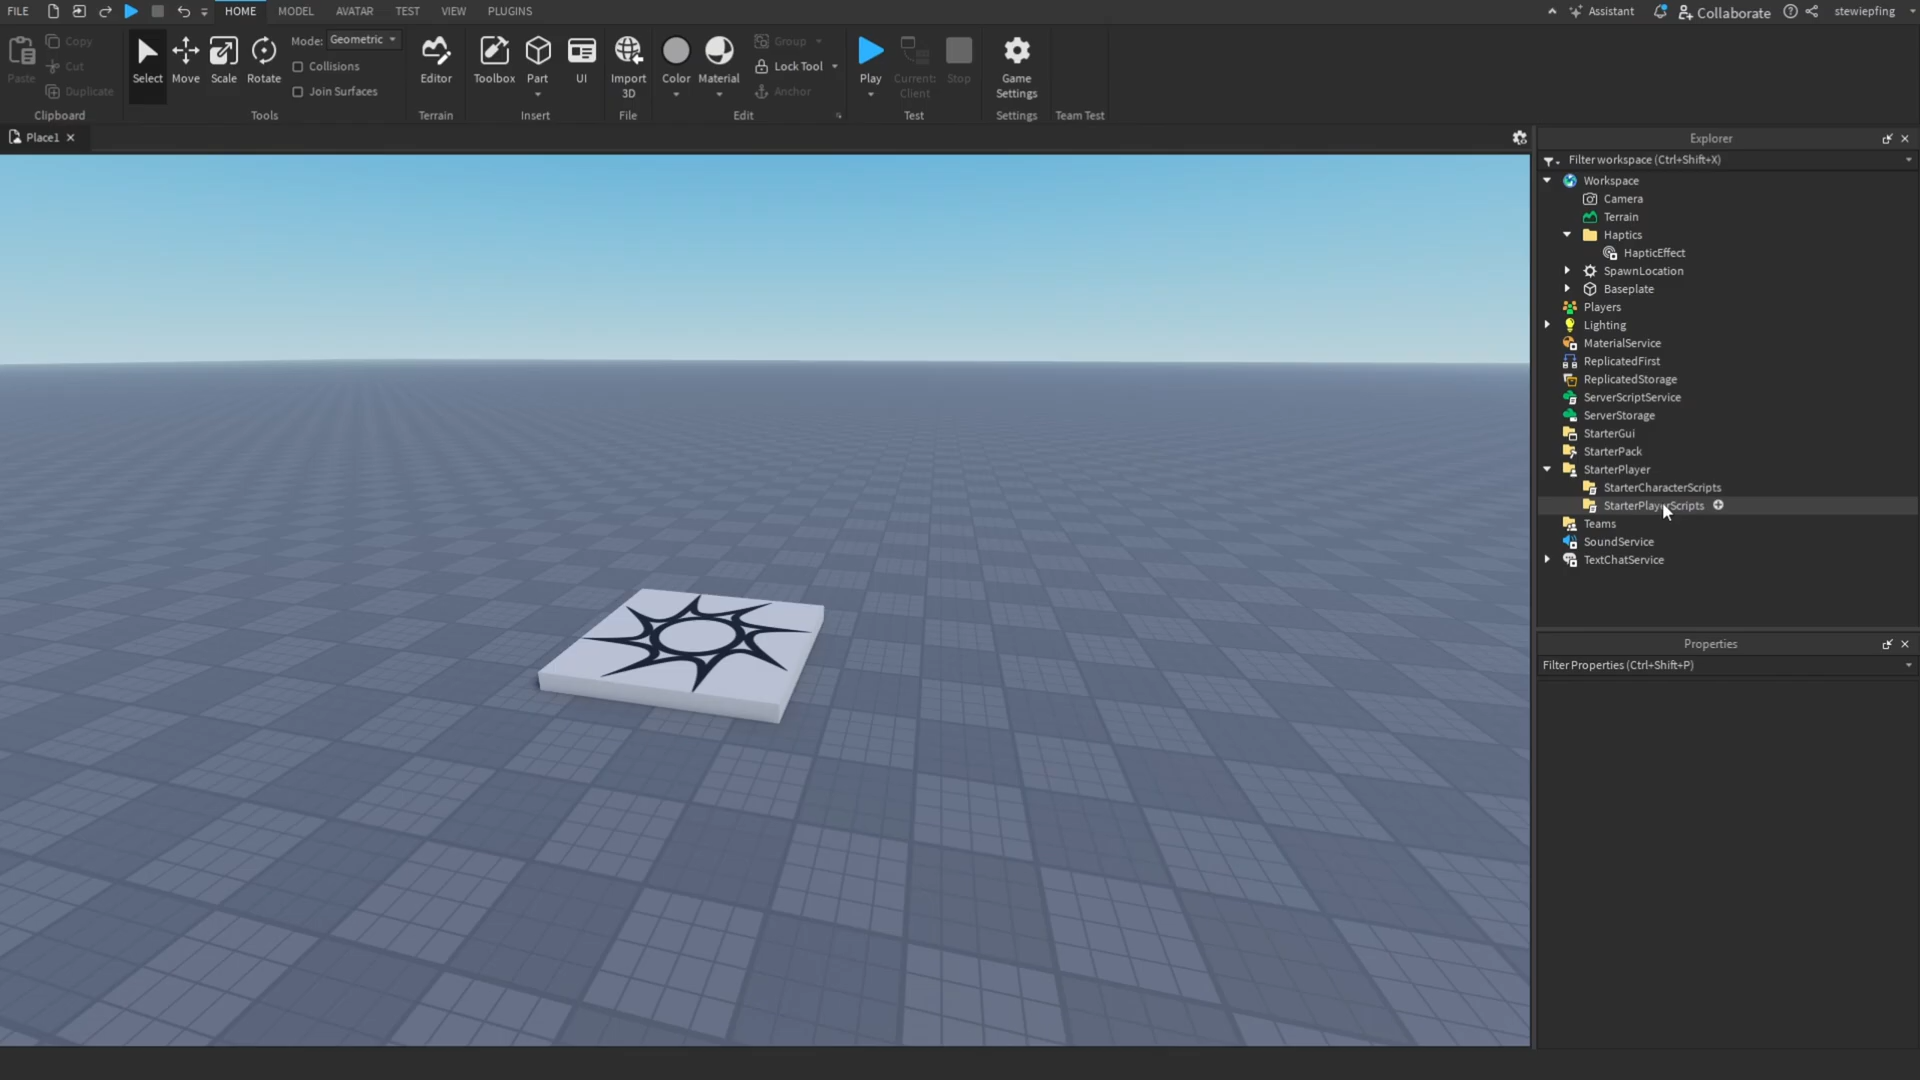 FILE HOME MODEL AVATAR TEST VIEW PLUGINS Assistant Collaborate stewiepfing
Paste
Copy
Cut
Duplicate
Clipboard
Select Move Scale Rotate
Mode: Geometric
Collisions
Join Surfaces
Tools
Editor
Terrain
Toolbox Part UI
Insert
Import
3D
File
Color Material
Group
Lock Tool
Anchor
Edit
Play Current:
Client Stop
Test
Game
Settings
Settings
Team Test
Place1
Explorer
Filter workspace (Ctrl+Shift+X)
Workspace
Camera
Terrain
Haptics
HapticEffect
SpawnLocation
Baseplate
Players
Lighting
MaterialService
ReplicatedFirst
ReplicatedStorage
ServerScriptService
ServerStorage
StarterGui
StarterPack
StarterPlayer
StarterCharacterScripts
StarterPlayerScripts
Teams
SoundService
TextChatService
Properties
Filter Properties (Ctrl+Shift+P)